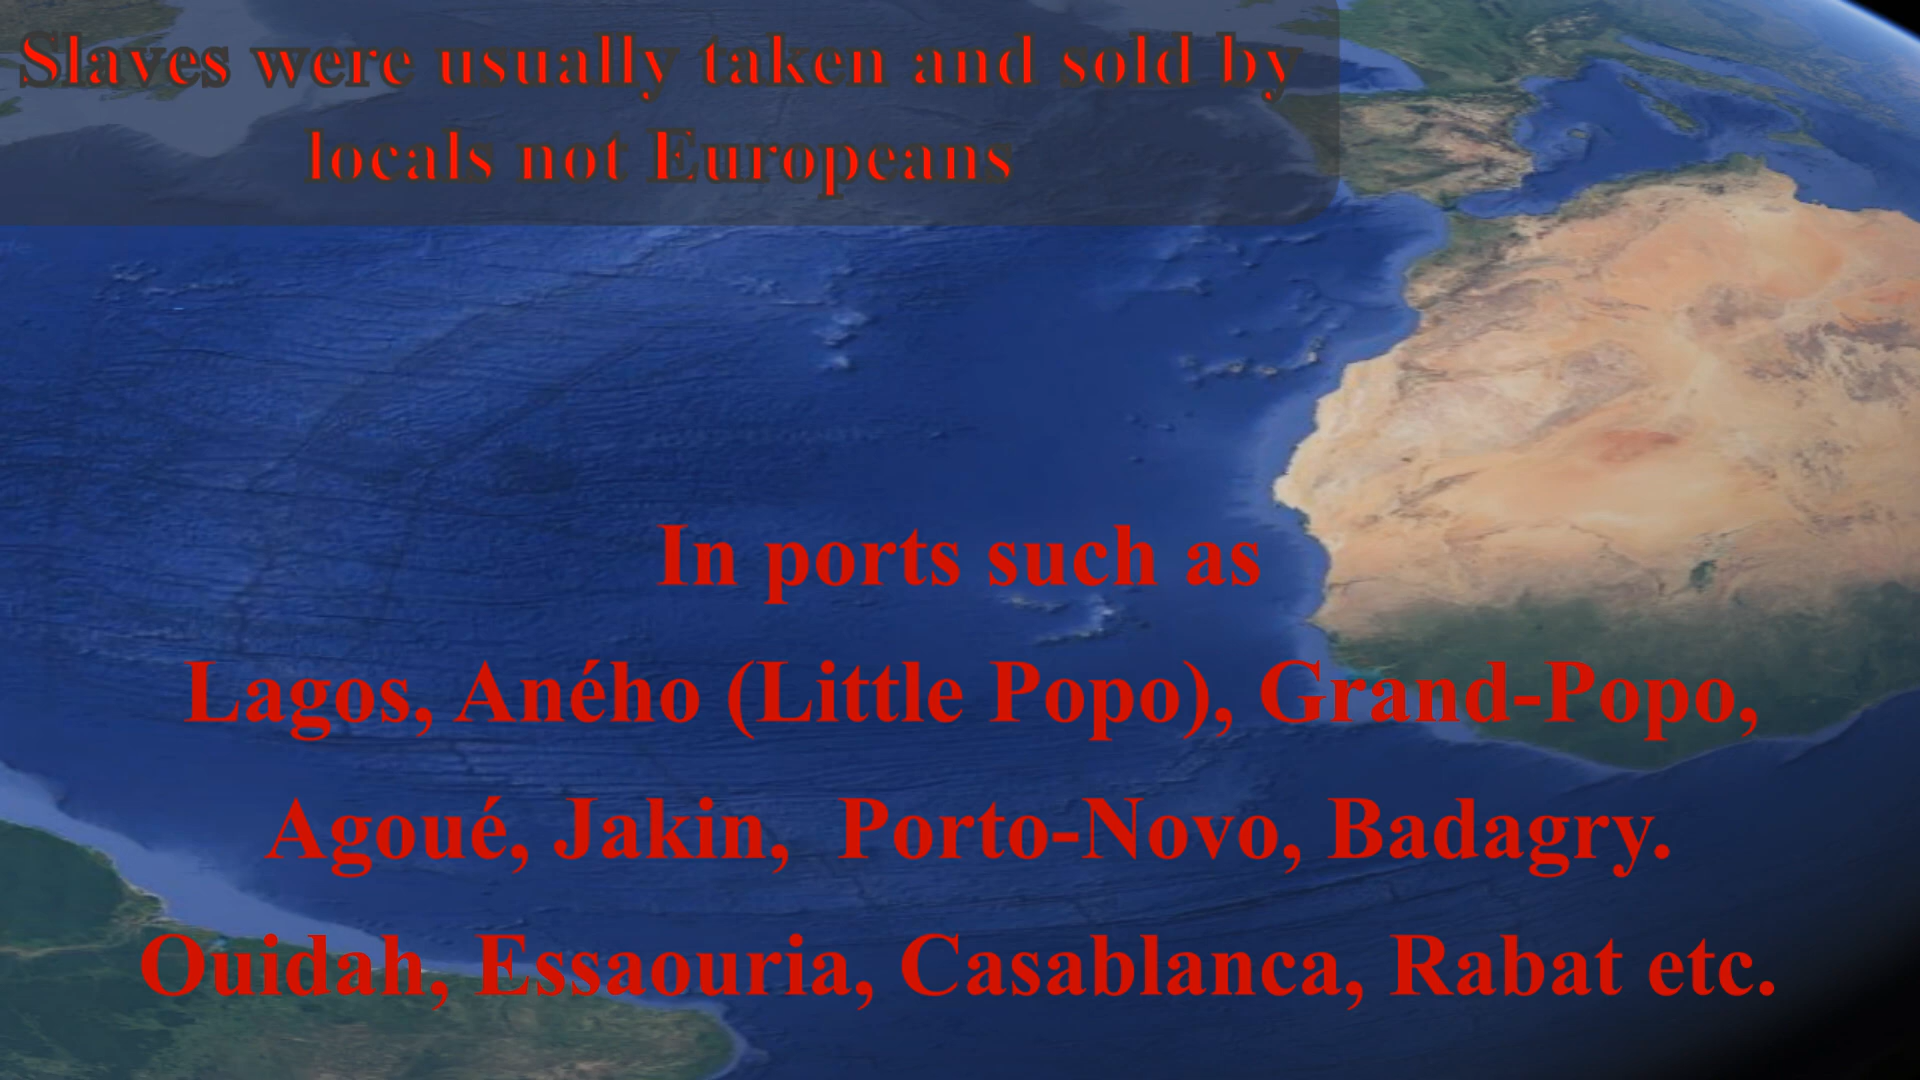 Slaves were usually taken and sold by
locals not Europeans
In ports such as
Lagos, Aného (Little Popo), Grand-Popo,
Agoué, Jakin,  Porto-Novo, Badagry.
Ouidah, Essaouria, Casablanca, Rabat etc.